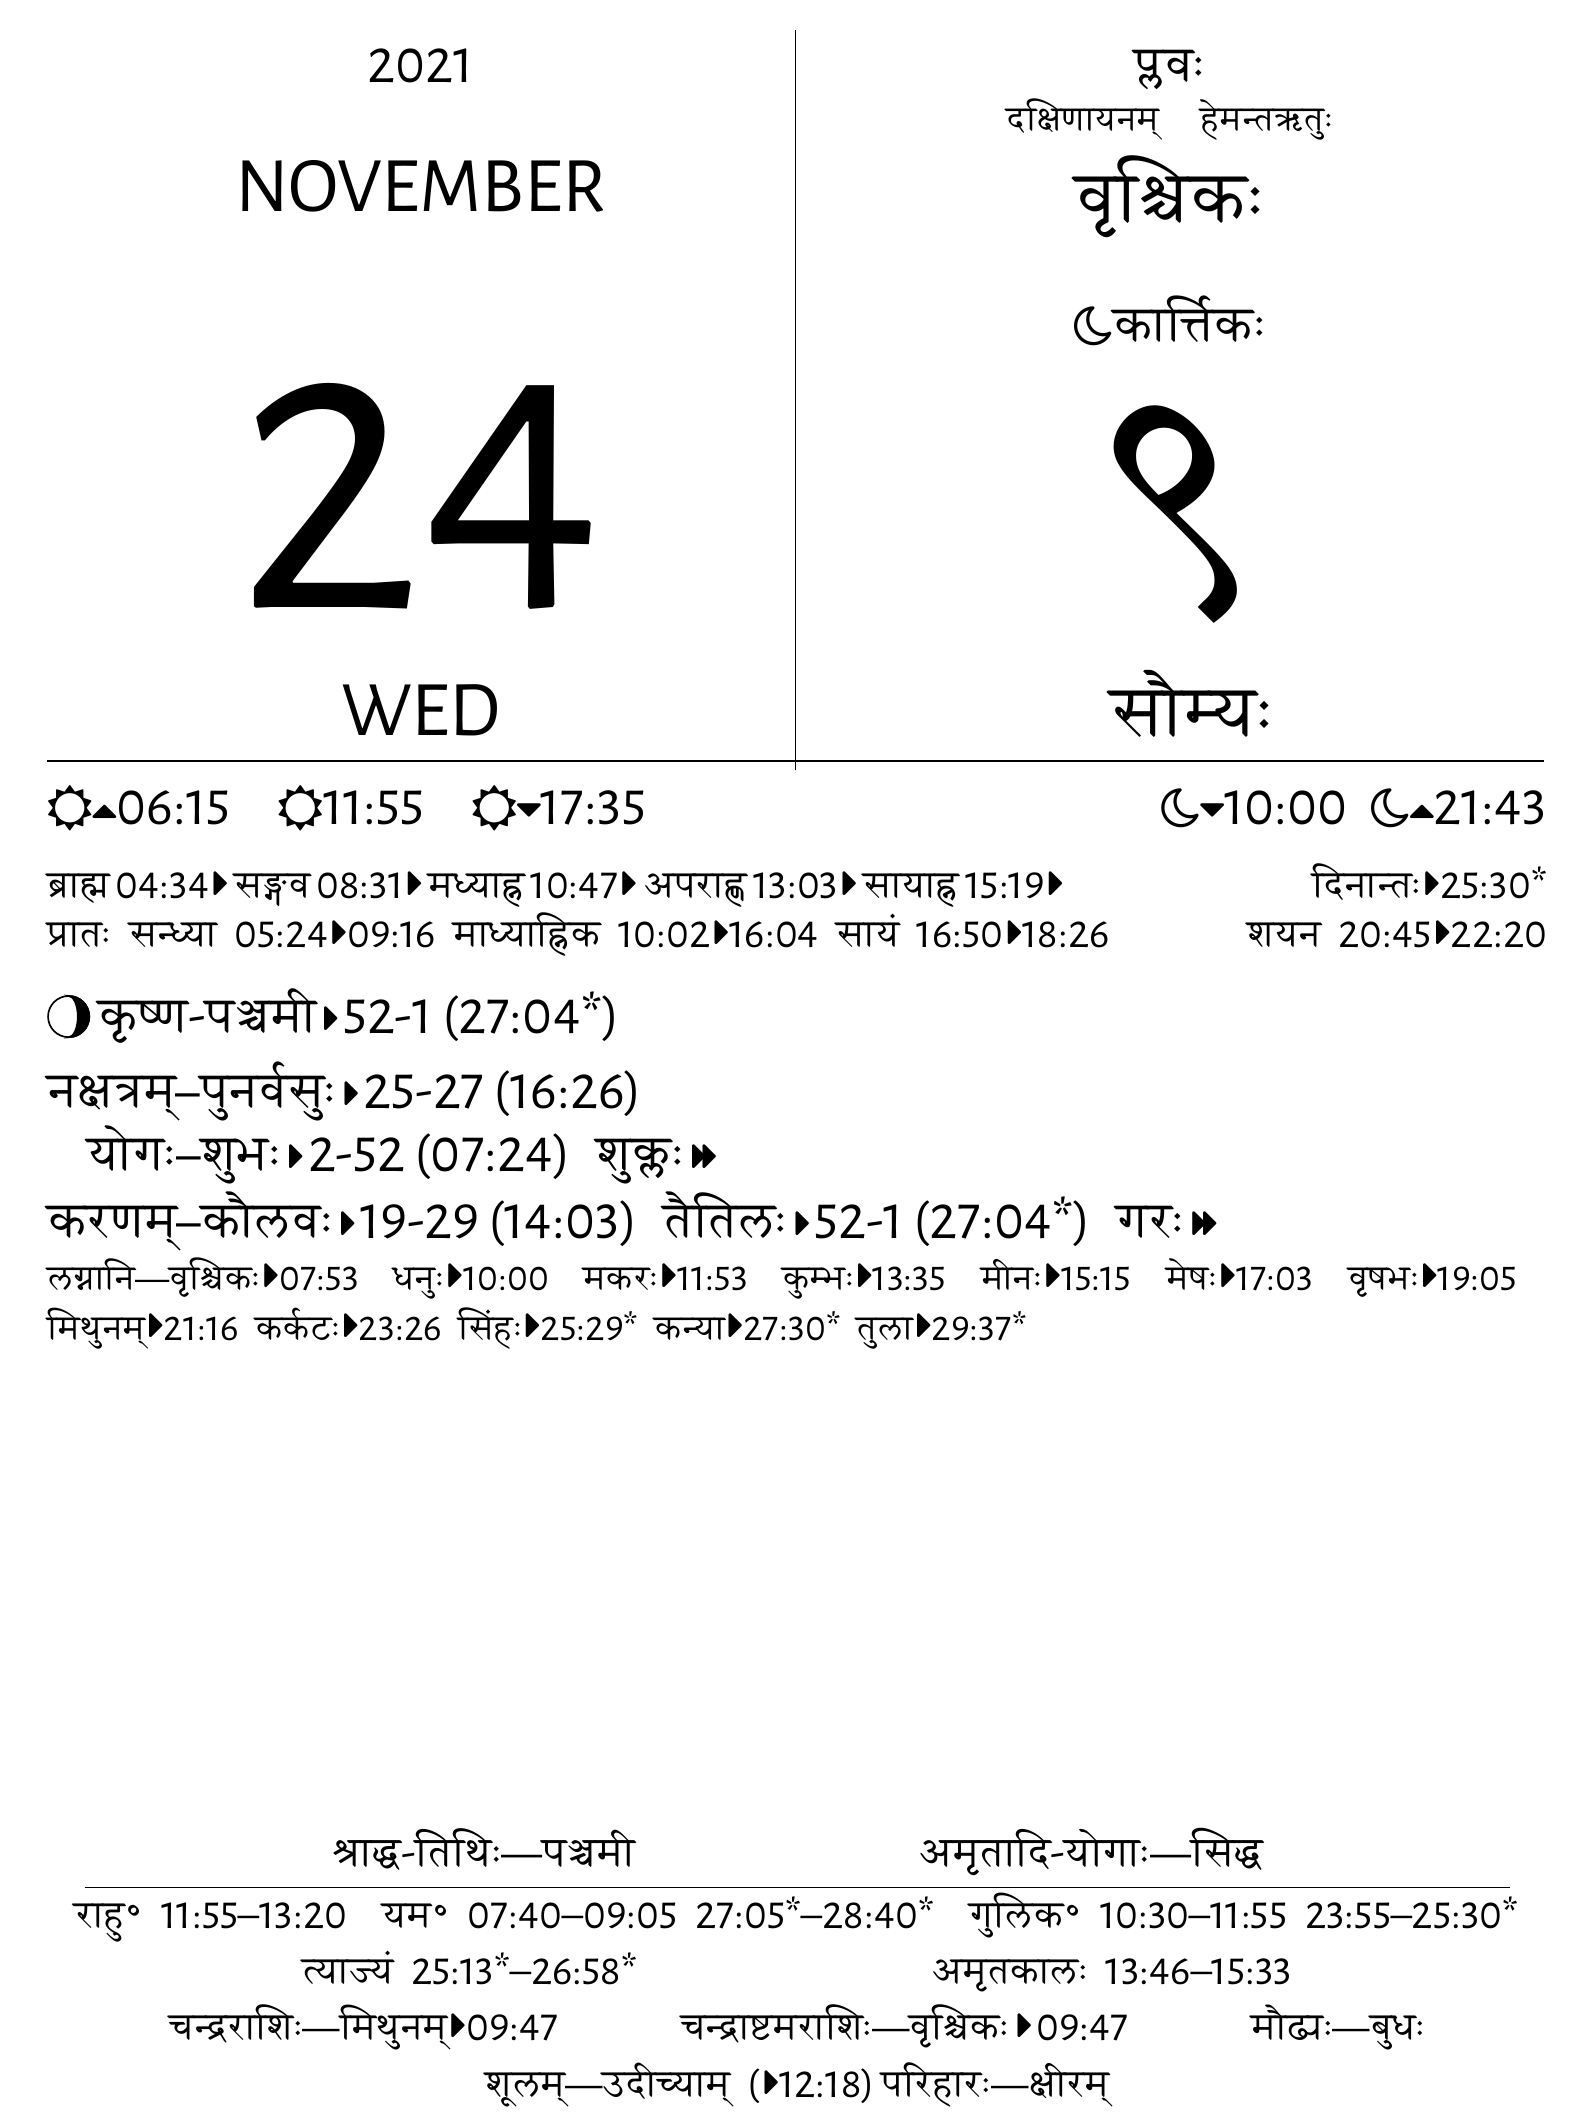 2021
NOVEMBER
24
WED
प्लवः
दक्षिणायनम् हेमन्तऋतुः
वृश्चिकः
कार्त्तिकः
९
सौम्यः
06:15 11:55 17:35 10:00 21:43
ब्राह्म 04:34 सङ्गव 08:31 मध्याह्न 10:47 अपराह्ण 13:03 सायाह्न 15:19 दिनान्तः 25:30*
प्रातः सन्ध्या 05:24 09:16 माध्याह्निक 10:02 16:04 सायं 16:50 18:26 शयन 20:45 22:20
कृष्ण-पञ्चमी 52-1 (27:04*)
नक्षत्रम्–पुनर्वसुः 25-27 (16:26)
योगः–शुभः 2-52 (07:24) शुक्लः
करणम्–कौलवः 19-29 (14:03) तैतिलः 52-1 (27:04*) गरः
लग्नानि—वृश्चिकः 07:53 धनुः 10:00 मकरः 11:53 कुम्भः 13:35 मीनः 15:15 मेषः 17:03 वृषभः 19:05
मिथुनम् 21:16 कर्कटः 23:26 सिंहः 25:29* कन्या 27:30* तुला 29:37*
श्राद्ध-तिथिः—पञ्चमी अमृतादि-योगाः—सिद्ध
राहु॰ 11:55–13:20 यम॰ 07:40–09:05 27:05*–28:40* गुलिक॰ 10:30–11:55 23:55–25:30*
त्याज्यं 25:13*–26:58* अमृतकालः 13:46–15:33
चन्द्रराशिः—मिथुनम् 09:47 चन्द्राष्टमराशिः—वृश्चिकः 09:47 मौढ्यः—बुधः
शूलम्—उदीच्याम् (12:18) परिहारः—क्षीरम्